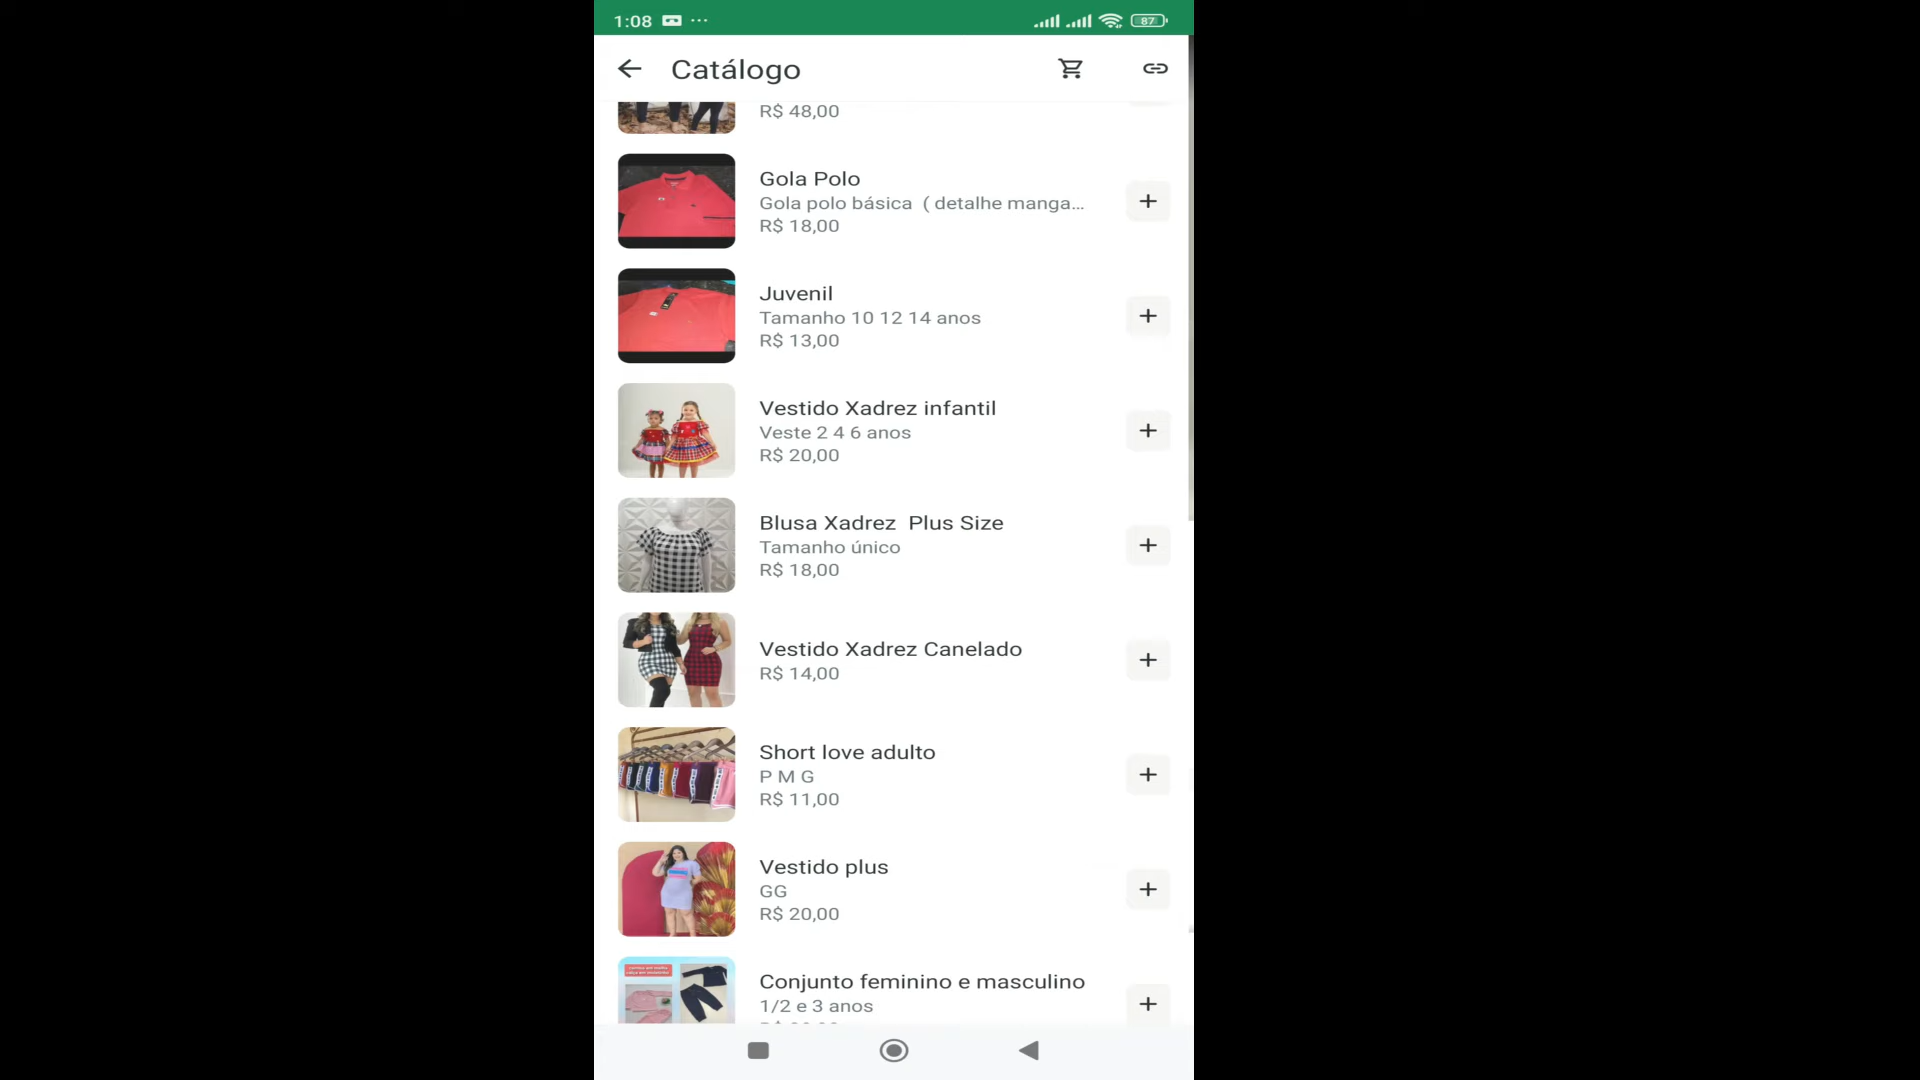 1:08
87
Catálogo
R$ 48,00
Gola Polo
Gola polo básica ( detalhe manga...
R$ 18,00
Juvenil
Tamanho 10 12 14 anos
R$ 13,00
Vestido Xadrez infantil
Veste 2 4 6 anos
R$ 20,00
Blusa Xadrez Plus Size
Tamanho único
R$ 18,00
Vestido Xadrez Canelado
R$ 14,00
Short love adulto
P M G
R$ 11,00
Vestido plus
GG
R$ 20,00
Conjunto feminino e masculino
1/2 e 3 anos